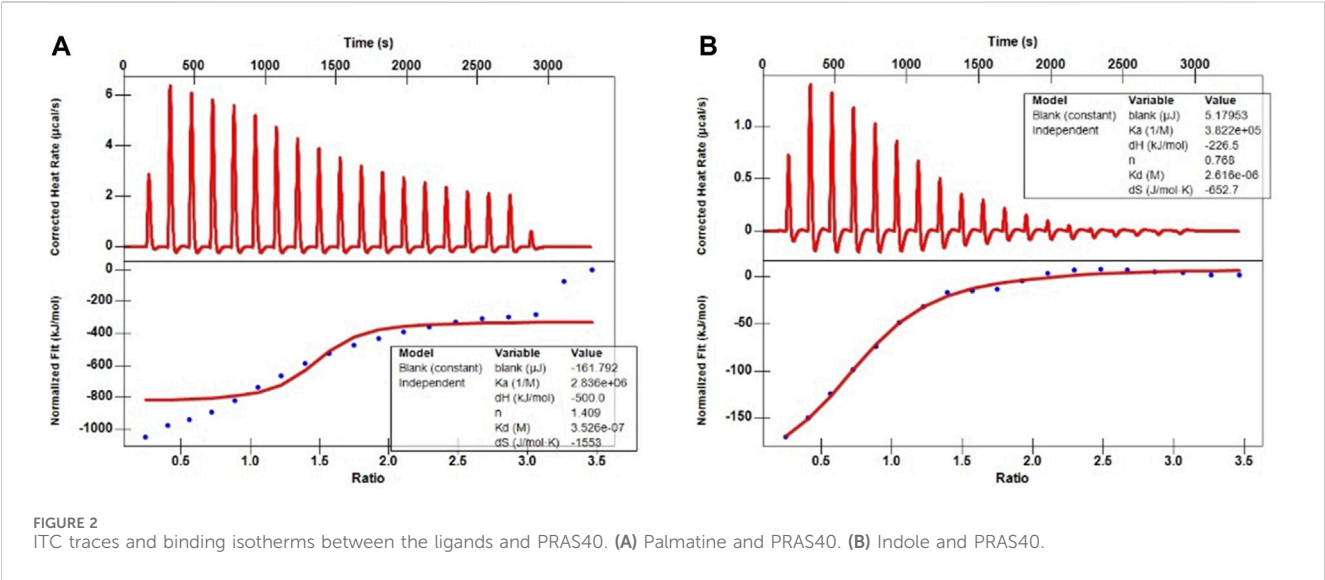 A
Time (s)
0 500 1000 1500 2000 2500 3000
Corrected Heat Rate (µcal/s)
6
4
2
0
Normalized Fit (kJ/mol)
0
-200
-400
-600
-800
-1000
Model Variable Value
Blank (constant) blank (µJ) -161.792
Independent Ka (1/M) 2.836e+06
dH (kJ/mol) -500.0
n 1.409
Kd (M) 3.526e-07
dS (J/mol·K) -1553
0.5 1.0 1.5 2.0 2.5 3.0 3.5
Ratio
B
Time (s)
0 500 1000 1500 2000 2500 3000
Corrected Heat Rate (µcal/s)
1.0
0.5
0
Model Variable Value
Blank (constant) blank (µJ) 5.17953
Independent Ka (1/M) 3.822e+05
dH (kJ/mol) -226.5
n 0.768
Kd (M) 2.616e-06
dS (J/mol·K) -652.7
Normalized Fit (kJ/mol)
0
-50
-100
-150
0.5 1.0 1.5 2.0 2.5 3.0 3.5
Ratio
FIGURE 2
ITC traces and binding isotherms between the ligands and PRAS40. (A) Palmatine and PRAS40. (B) Indole and PRAS40.